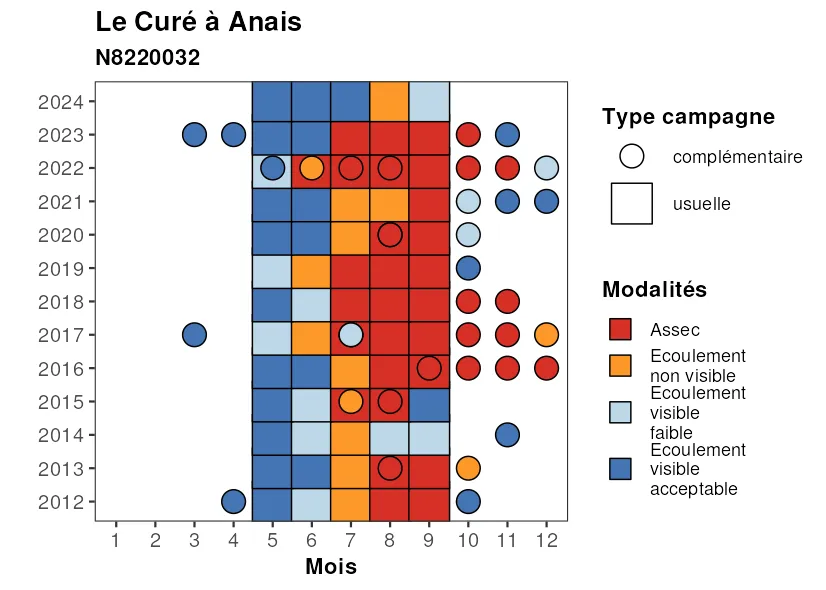 Le Curé à Anais
N8220032
2024
2023
2022
2021
2020
2019
2018
2017
2016
2015
2014
2013
2012
1 2 3 4 5 6 7 8 9 10 11 12
Mois
Type campagne
complémentaire
usuelle
Modalités
Assec
Ecoulement
non visible
Ecoulement
visible
faible
Ecoulement
visible
acceptable